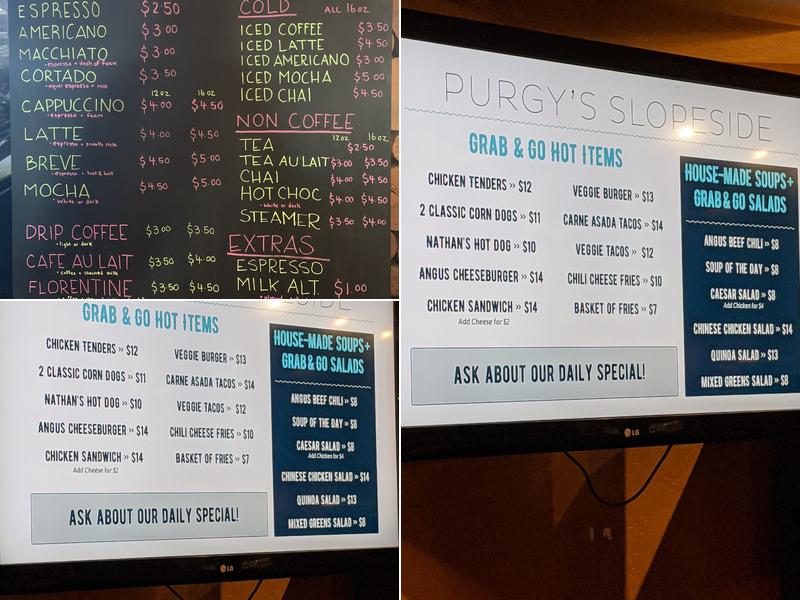 ESPRESSO $2.50
AMERICANO $3.00
MACCHIATO $3.00
•espresso + dash of foam
CORTADO $3.50
•equal espresso + milk
12oz 16oz
CAPPUCCINO $4.00 $4.50
•espresso + foam
LATTE $4.00 $4.50
•espresso + smooth milk
BREVE $4.50 $5.00
•espresso + half & half
MOCHA $4.50 $5.00
•White or dark
DRIP COFFEE $3.00 $3.50
•light or dark
CAFE AU LAIT $3.50 $4.00
•coffee + steamed milk
FLORENTINE $3.50 $4.50
COLD ALL 16oz
ICED COFFEE $3.50
ICED LATTE $4.50
ICED AMERICANO $3.00
ICED MOCHA $5.00
ICED CHAI $4.50
NON COFFEE
12oz 16oz
TEA $2.50
TEA AU LAIT $3.00 $3.50
CHAI $4.00 $4.50
HOT CHOC $4.00 $4.50
•White or dark
STEAMER $3.50 $4.00
EXTRAS
ESPRESSO
MILK ALT. $1.00
PURGY'S SLOPESIDE
GRAB & GO HOT ITEMS
CHICKEN TENDERS » $12
2 CLASSIC CORN DOGS » $11
NATHAN'S HOT DOG » $10
ANGUS CHEESEBURGER » $14
CHICKEN SANDWICH » $14
Add Cheese for $2
VEGGIE BURGER » $13
CARNE ASADA TACOS » $14
VEGGIE TACOS » $12
CHILI CHEESE FRIES » $10
BASKET OF FRIES » $7
HOUSE-MADE SOUPS +
GRAB & GO SALADS
ANGUS BEEF CHILI » $8
SOUP OF THE DAY » $8
CAESAR SALAD » $8
Add Chicken for $4
CHINESE CHICKEN SALAD » $14
QUINOA SALAD » $13
MIXED GREENS SALAD » $8
ASK ABOUT OUR DAILY SPECIAL!
LG
GRAB & GO HOT ITEMS
CHICKEN TENDERS » $12
2 CLASSIC CORN DOGS » $11
NATHAN'S HOT DOG » $10
ANGUS CHEESEBURGER » $14
CHICKEN SANDWICH » $14
Add Cheese for $2
VEGGIE BURGER » $13
CARNE ASADA TACOS » $14
VEGGIE TACOS » $12
CHILI CHEESE FRIES » $10
BASKET OF FRIES » $7
HOUSE-MADE SOUPS +
GRAB & GO SALADS
ANGUS BEEF CHILI » $8
SOUP OF THE DAY » $8
CAESAR SALAD » $8
Add Chicken for $4
CHINESE CHICKEN SALAD » $14
QUINOA SALAD » $13
MIXED GREENS SALAD » $8
ASK ABOUT OUR DAILY SPECIAL!
LG